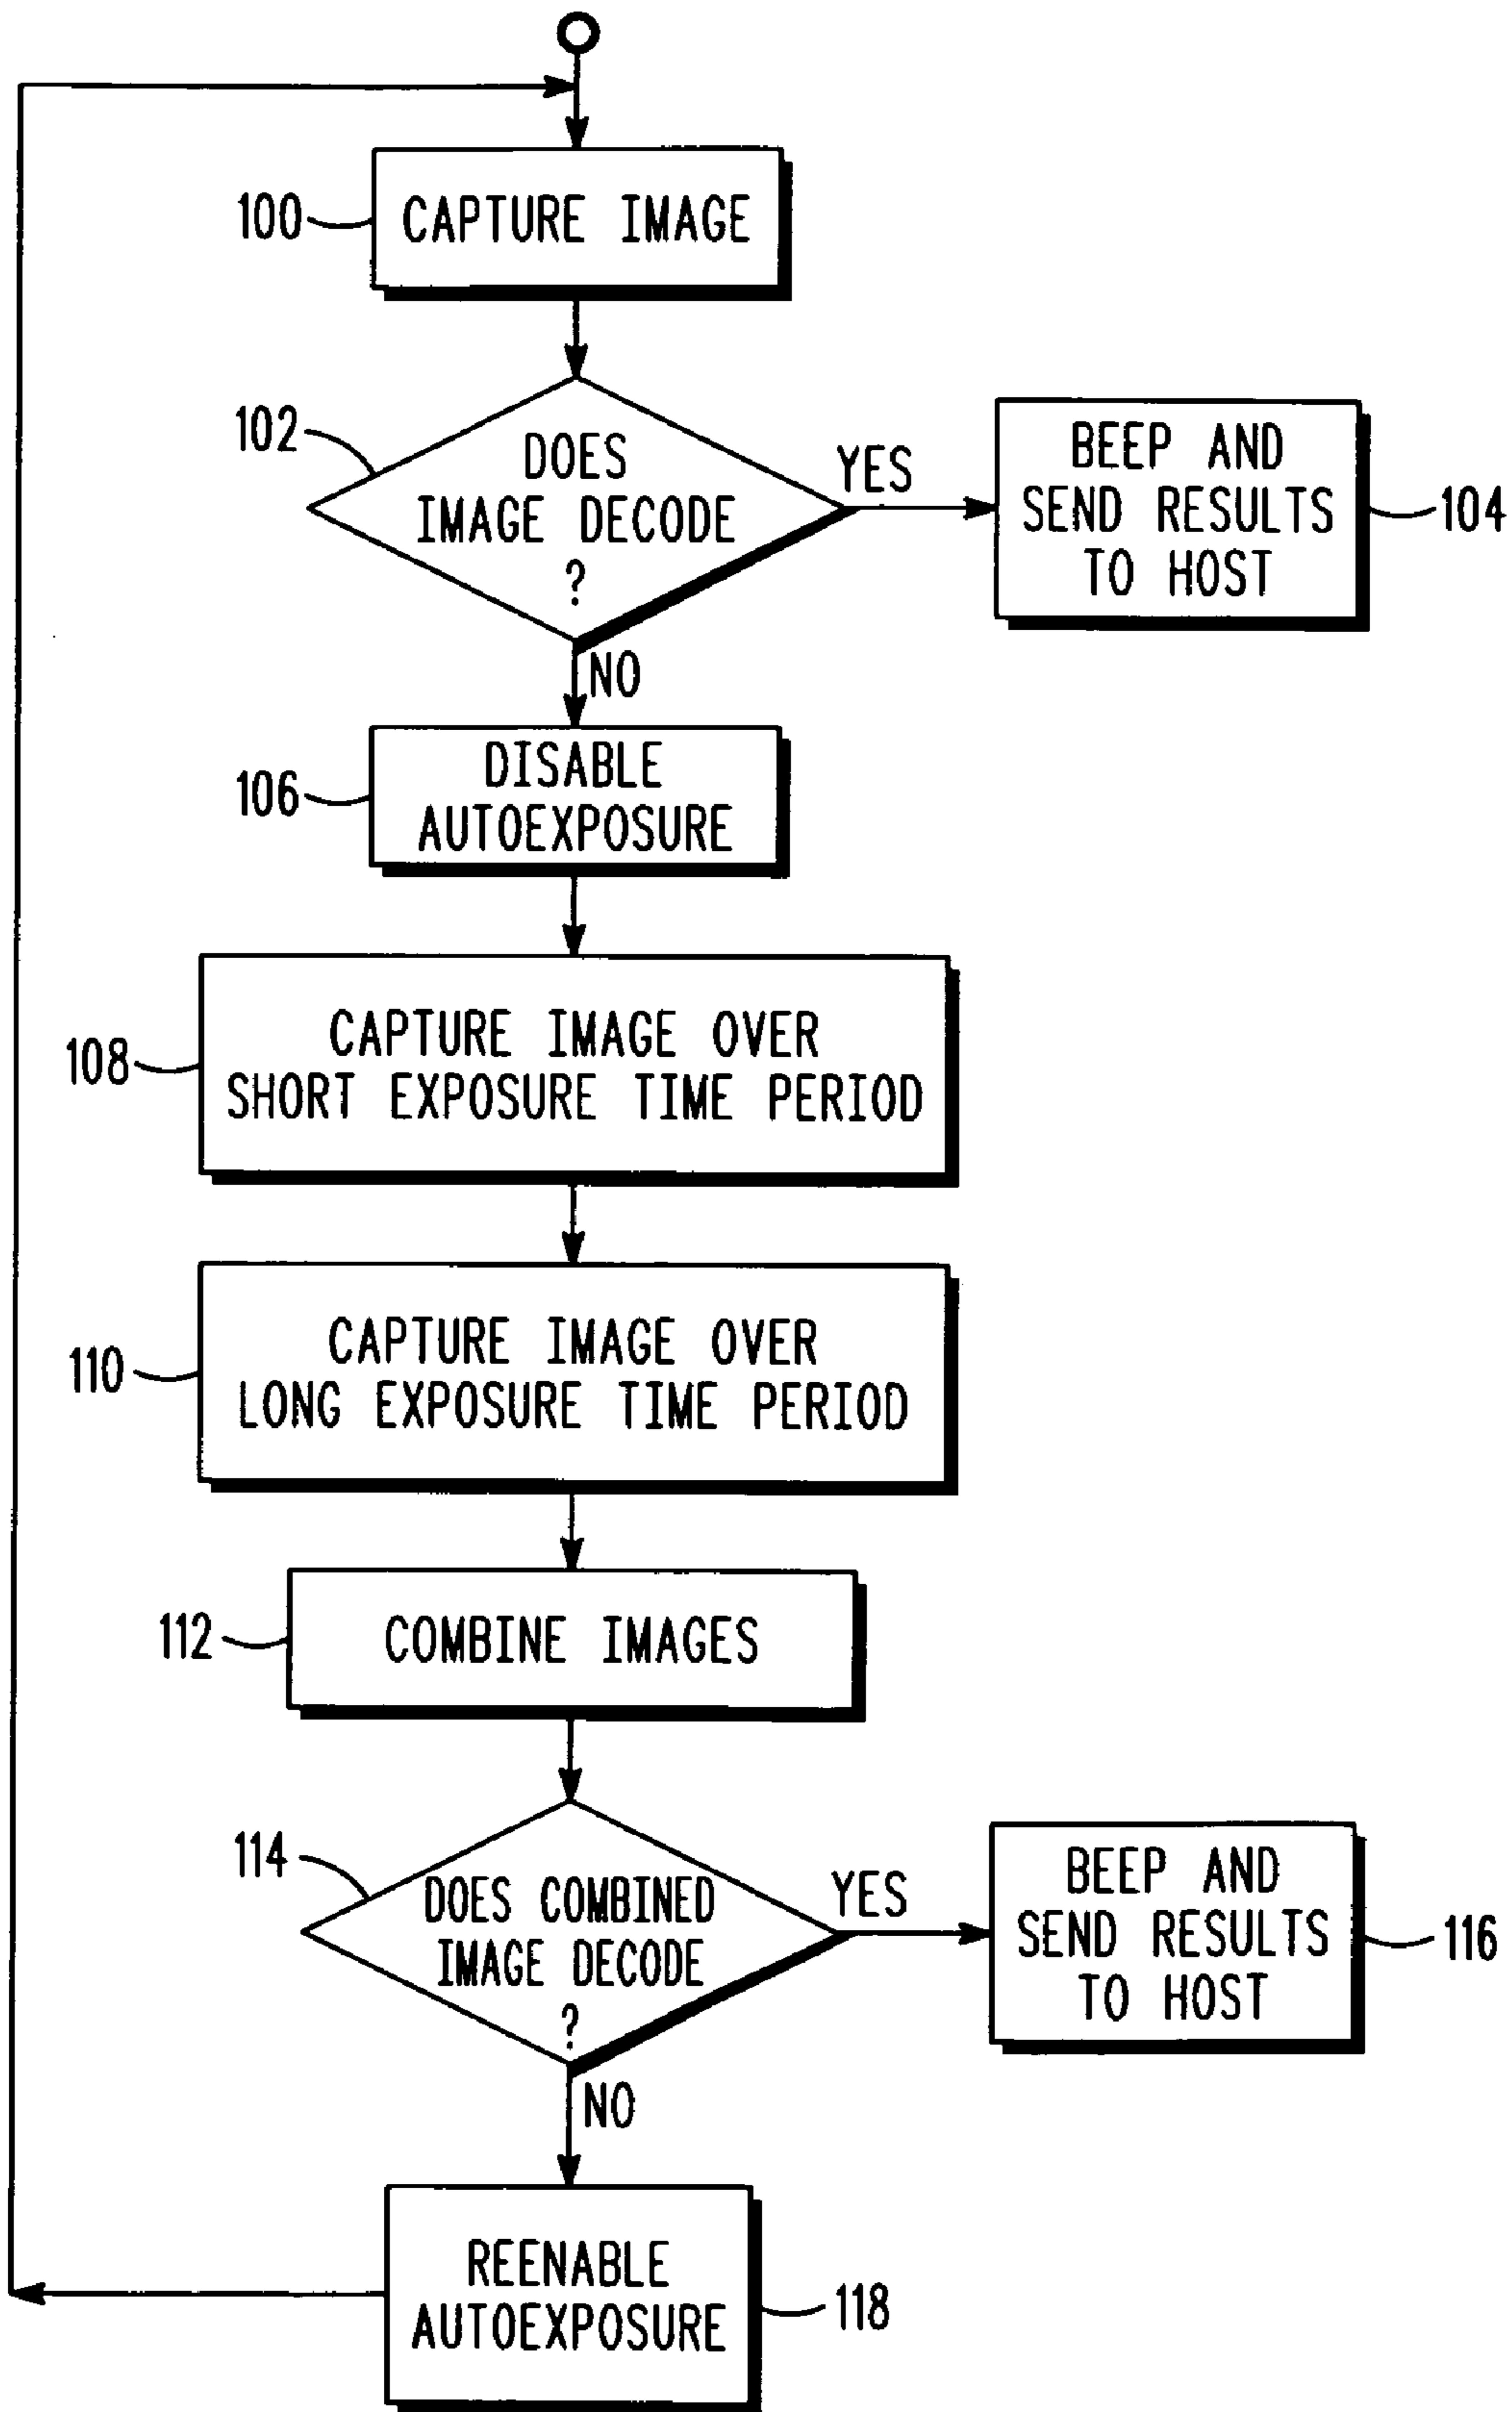 100
CAPTURE IMAGE
102
DOES
IMAGE DECODE
?
YES
BEEP AND
SEND RESULTS
TO HOST
104
NO
106
DISABLE
AUTOEXPOSURE
108
CAPTURE IMAGE OVER
SHORT EXPOSURE TIME PERIOD
110
CAPTURE IMAGE OVER
LONG EXPOSURE TIME PERIOD
112
COMBINE IMAGES
114
DOES COMBINED
IMAGE DECODE
?
YES
BEEP AND
SEND RESULTS
TO HOST
116
NO
REENABLE
AUTOEXPOSURE
118